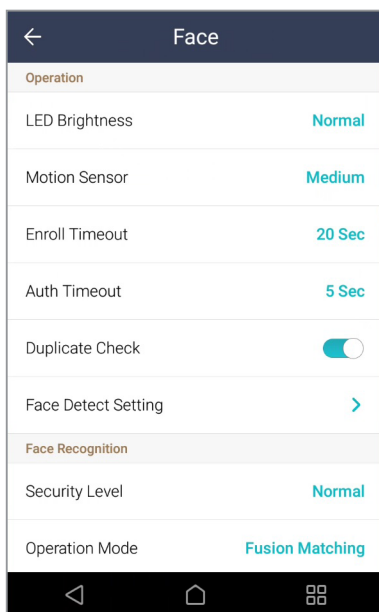 Face
Operation
LED Brightness Normal
Motion Sensor Medium
Enroll Timeout 20 Sec
Auth Timeout 5 Sec
Duplicate Check
Face Detect Setting
Face Recognition
Security Level Normal
Operation Mode Fusion Matching